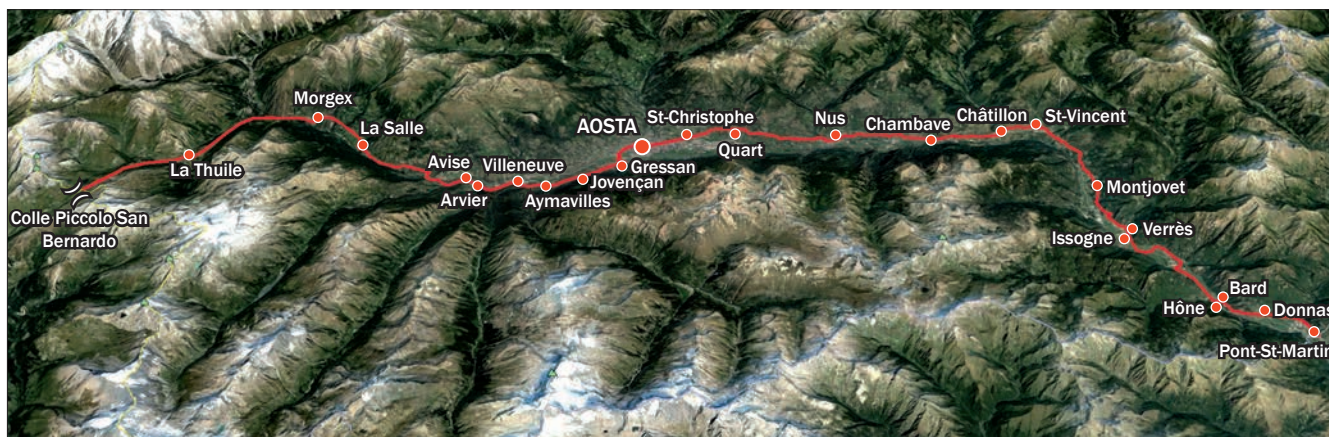 Morgex
La Salle
La Thuile
Colle Piccolo San
Bernardo
Avise
Arvier
Villeneuve
Aymavilles
Jovençan
Gressan
AOSTA
St-Christophe
Quart
Nus
Chambave
Châtillon
St-Vincent
Montjovet
Verrès
Issogne
Bard
Hône
Donnas
Pont-St-Martin